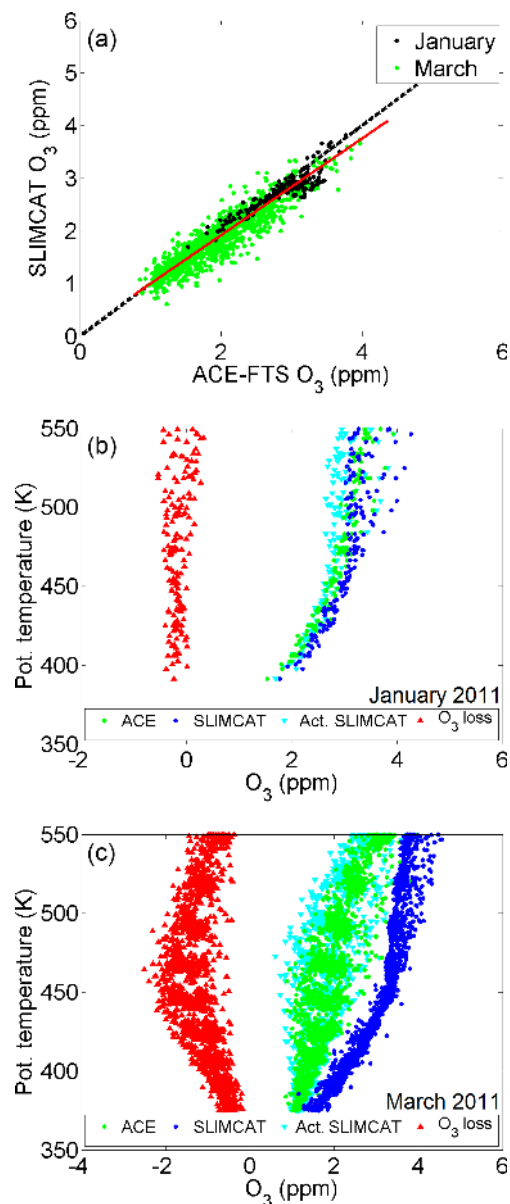 6
(a)
January
March
5
4
3
2
1
0
SLIMCAT O3 (ppm)
0
2
4
6
ACE-FTS O3 (ppm)
550
(b)
500
450
400
350
Pot. temperature (K)
January 2011
ACE SLIMCAT Act. SLIMCAT O3 loss
-2
0
2
4
6
O3 (ppm)
550
(c)
500
450
400
350
Pot. temperature (K)
March 2011
ACE SLIMCAT Act. SLIMCAT O3 loss
-4
-2
0
2
4
6
O3 (ppm)